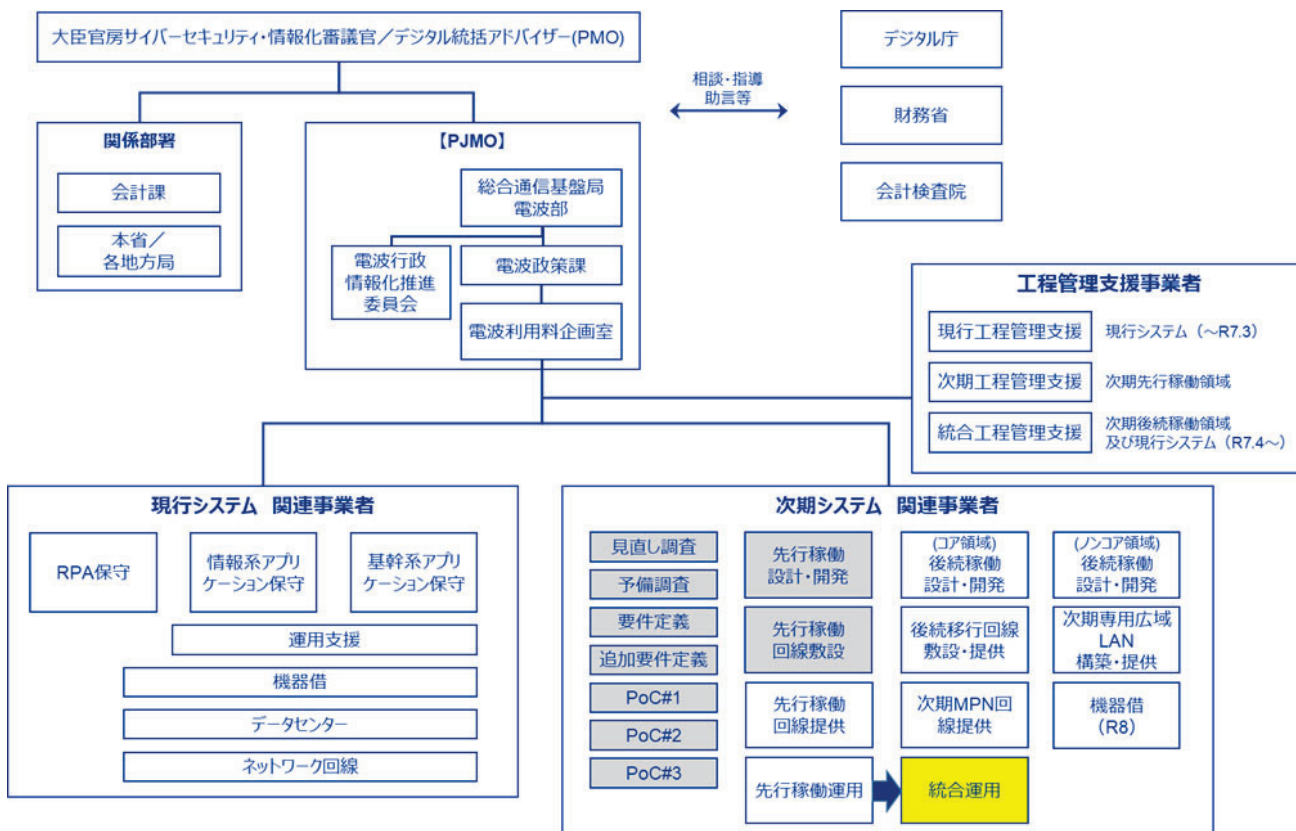 大臣官房サイバーセキュリティ・情報化審議官／デジタル統括アドバイザー(PMO)
デジタル庁
財務省
会計検査院
相談・指導
助言等
関係部署
会計課
本省／
各地方局
【PJMO】
総合通信基盤局
電波部
電波行政
情報化推進
委員会
電波政策課
電波利用料企画室
工程管理支援事業者
現行工程管理支援
現行システム（～R7.3）
次期工程管理支援
次期先行稼働領域
統合工程管理支援
次期後続稼働領域
及び現行システム（R7.4～）
現行システム 関連事業者
RPA保守
情報系アプリ
ケーション保守
基幹系アプリ
ケーション保守
運用支援
機器借
データセンター
ネットワーク回線
次期システム 関連事業者
見直し調査
予備調査
要件定義
追加要件定義
PoC#1
PoC#2
PoC#3
先行稼働
設計・開発
先行稼働
回線敷設
先行稼働
回線提供
先行稼働運用
(コア領域)
後続稼働
設計・開発
後続移行回線
敷設・提供
次期MPN回
線提供
統合運用
(ノンコア領域)
後続稼働
設計・開発
次期専用広域
LAN
構築・提供
機器借
(R8)